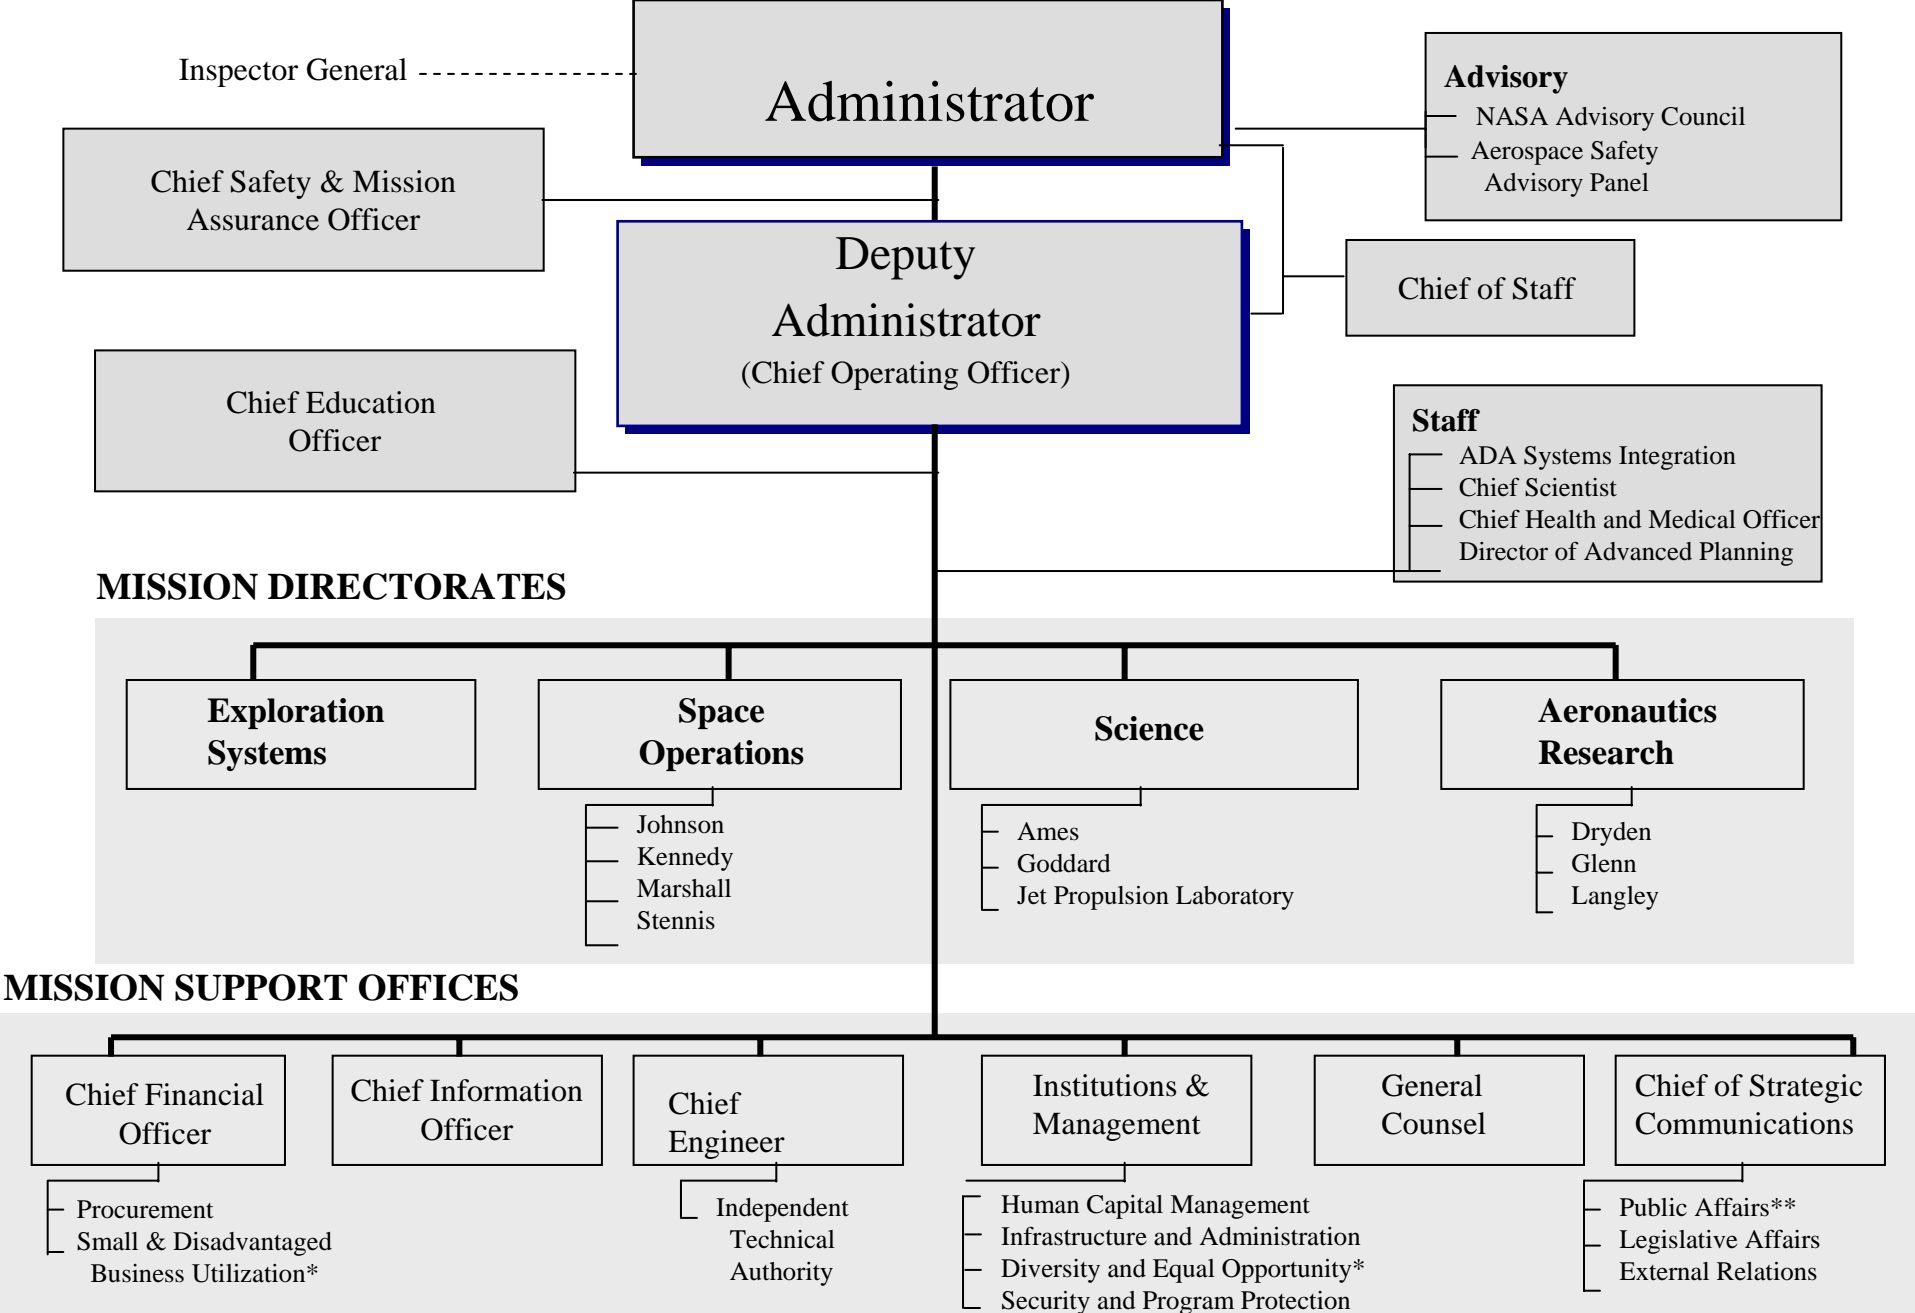 Inspector General
Administrator
Advisory
NASA Advisory Council
Aerospace Safety
Advisory Panel
Chief Safety & Mission
Assurance Officer
Deputy
Administrator
(Chief Operating Officer)
Chief of Staff
Chief Education
Officer
Staff
ADA Systems Integration
Chief Scientist
Chief Health and Medical Officer
Director of Advanced Planning
MISSION DIRECTORATES
Exploration
Systems
Space
Operations
Johnson
Kennedy
Marshall
Stennis
Science
Ames
Goddard
Jet Propulsion Laboratory
Aeronautics
Research
Dryden
Glenn
Langley
MISSION SUPPORT OFFICES
Chief Financial
Officer
Procurement
Small & Disadvantaged
Business Utilization*
Chief Information
Officer
Chief
Engineer
Independent
Technical
Authority
Institutions &
Management
Human Capital Management
Infrastructure and Administration
Diversity and Equal Opportunity*
Security and Program Protection
General
Counsel
Chief of Strategic
Communications
Public Affairs**
Legislative Affairs
External Relations